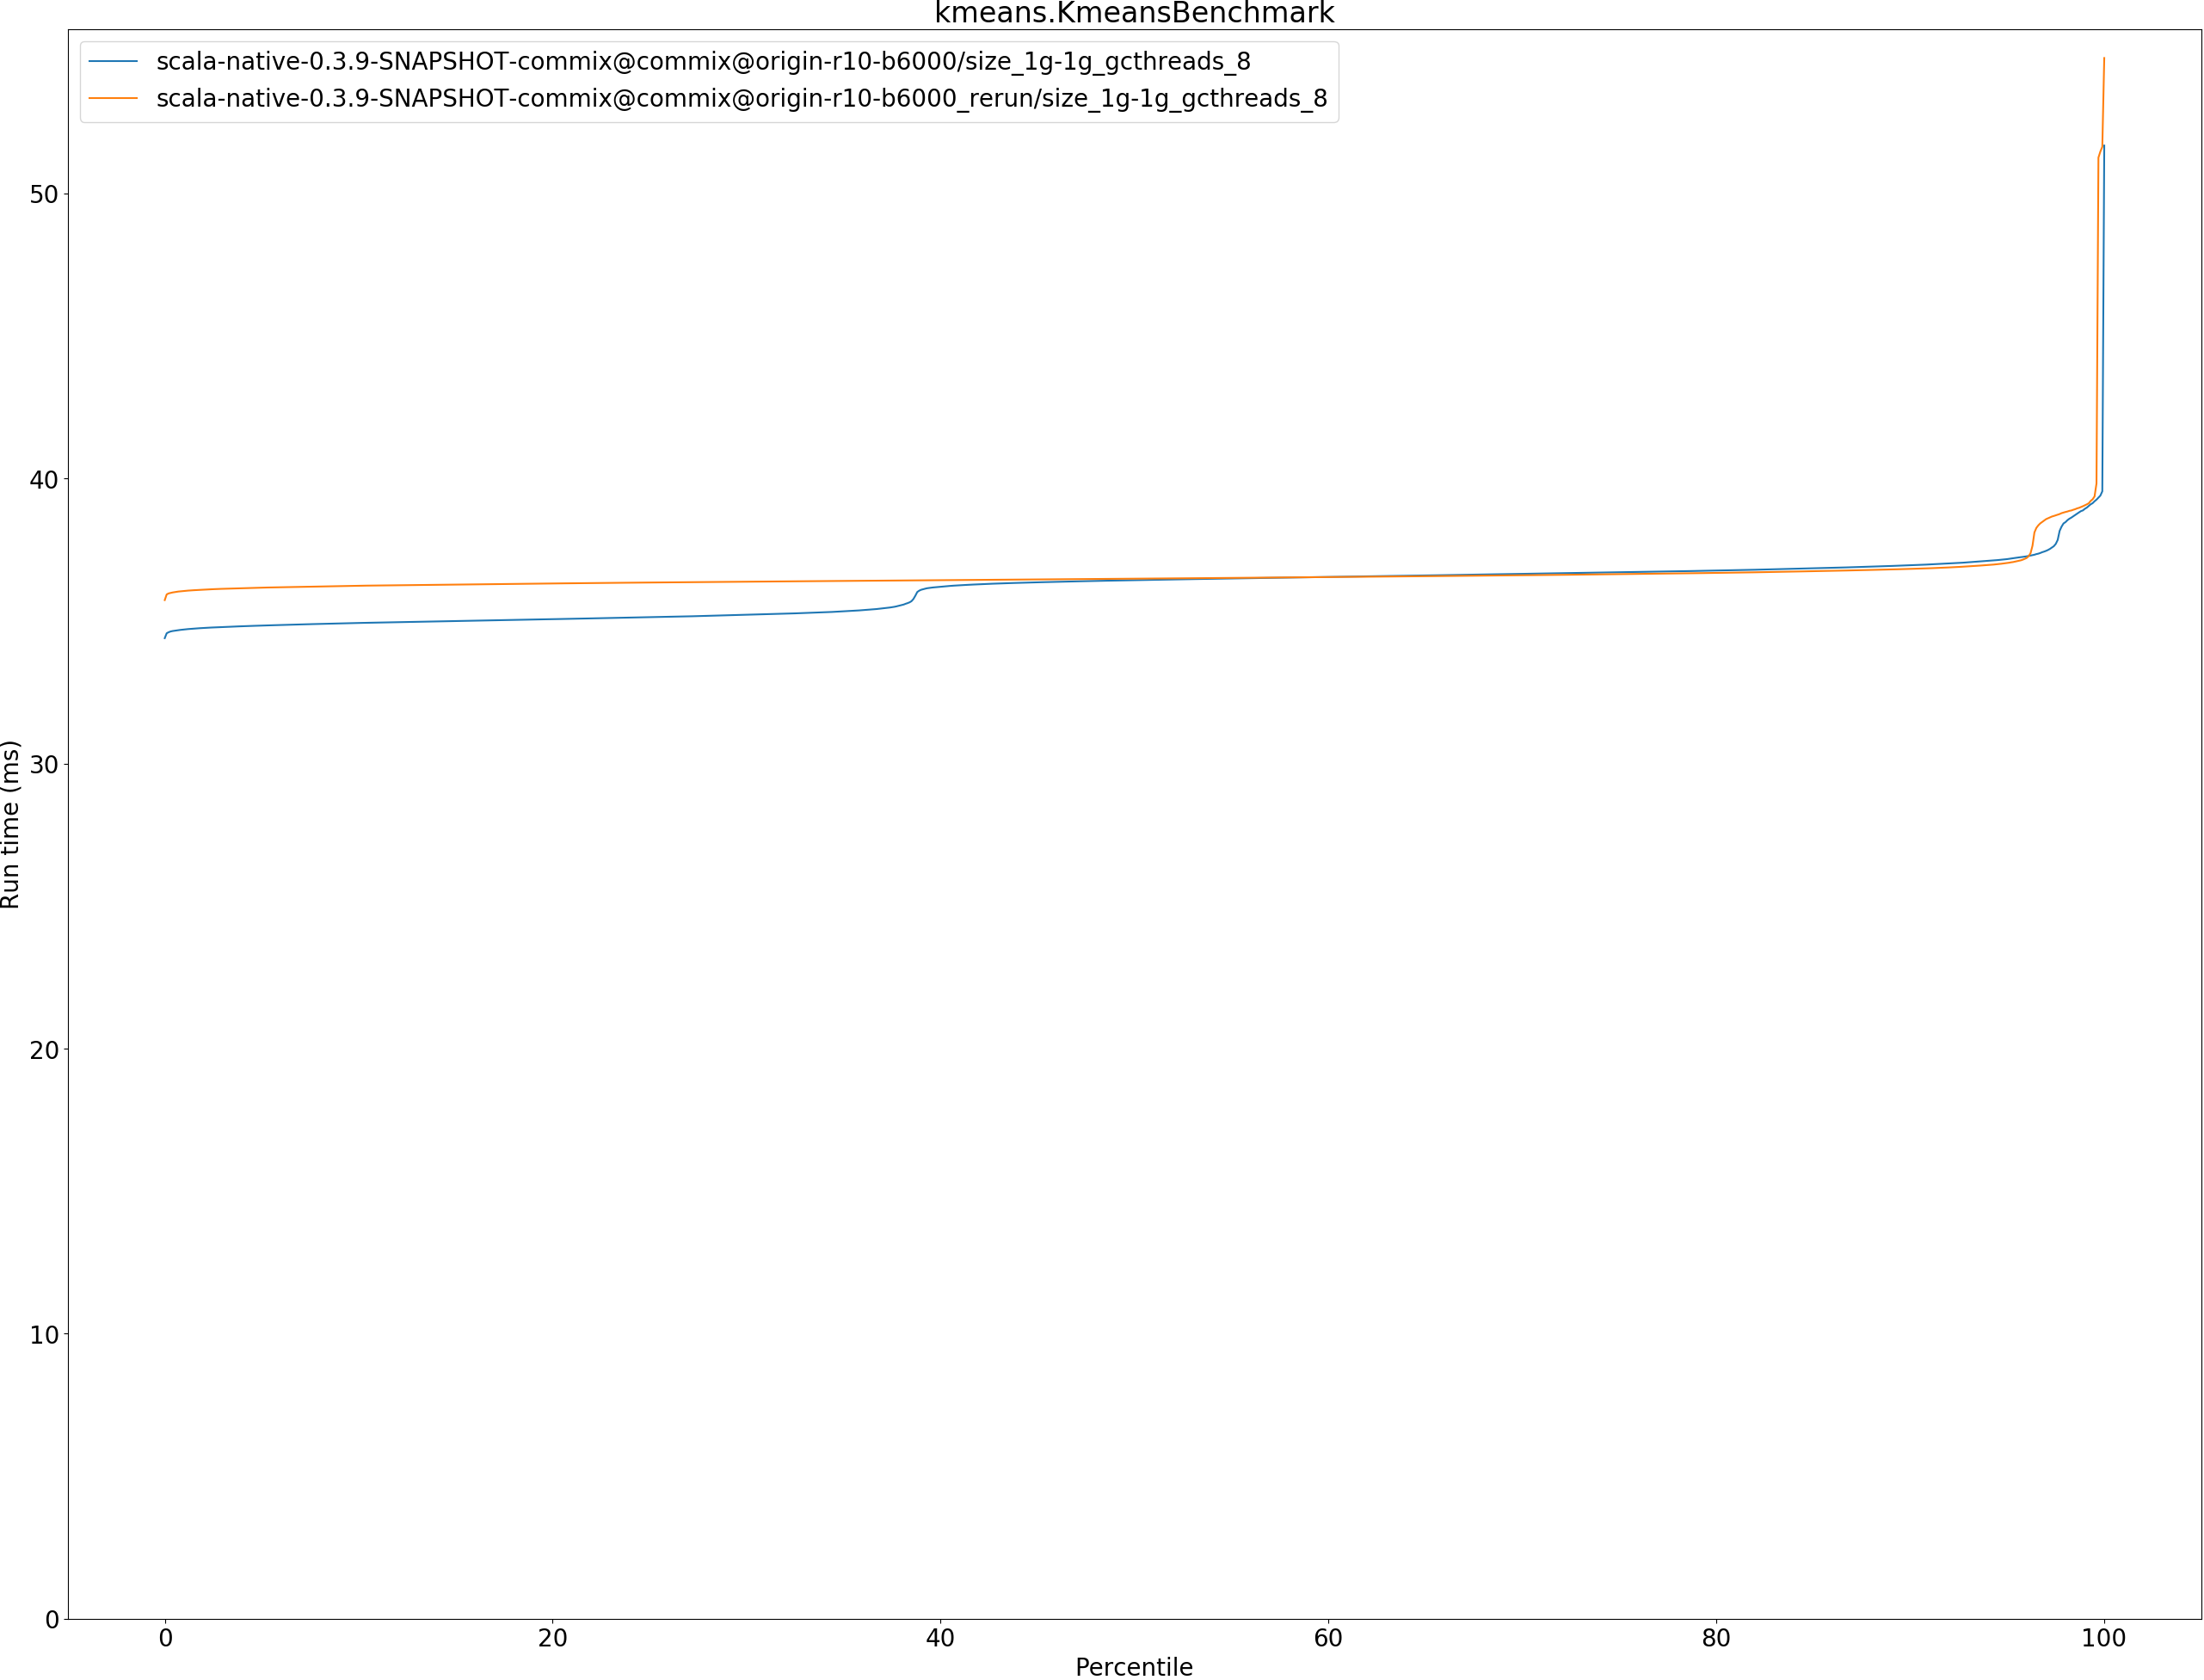 kmeans.KmeansBenchmark
scala-native-0.3.9-SNAPSHOT-commix@commix@origin-r10-b6000/size_1g-1g_gcthreads_8
scala-native-0.3.9-SNAPSHOT-commix@commix@origin-r10-b6000_rerun/size_1g-1g_gcthreads_8
50
40
30
20
10
0
Run time (ms)
0 20 40 60 80 100
Percentile